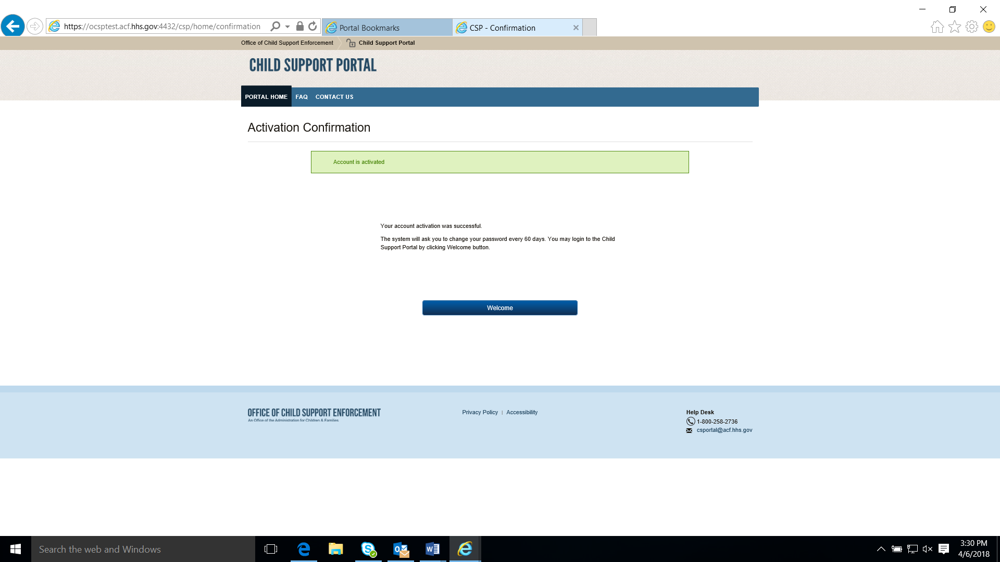 https://ocsptest.acf.hhs.gov:4432/csp/home/confirmation
Portal Bookmarks
CSP - Confirmation
Office of Child Support Enforcement
Child Support Portal
CHILD SUPPORT PORTAL
PORTAL HOME FAQ CONTACT US
Activation Confirmation
Account is activated
Your account activation was successful.
The system will ask you to change your password every 60 days. You may login to the Child
Support Portal by clicking Welcome button.
Welcome
OFFICE OF CHILD SUPPORT ENFORCEMENT
An Office of the Administration for Children & Families
Privacy Policy | Accessibility
Help Desk
1-800-258-2736
csportal@acf.hhs.gov
Search the web and Windows
3:30 PM
4/6/2018